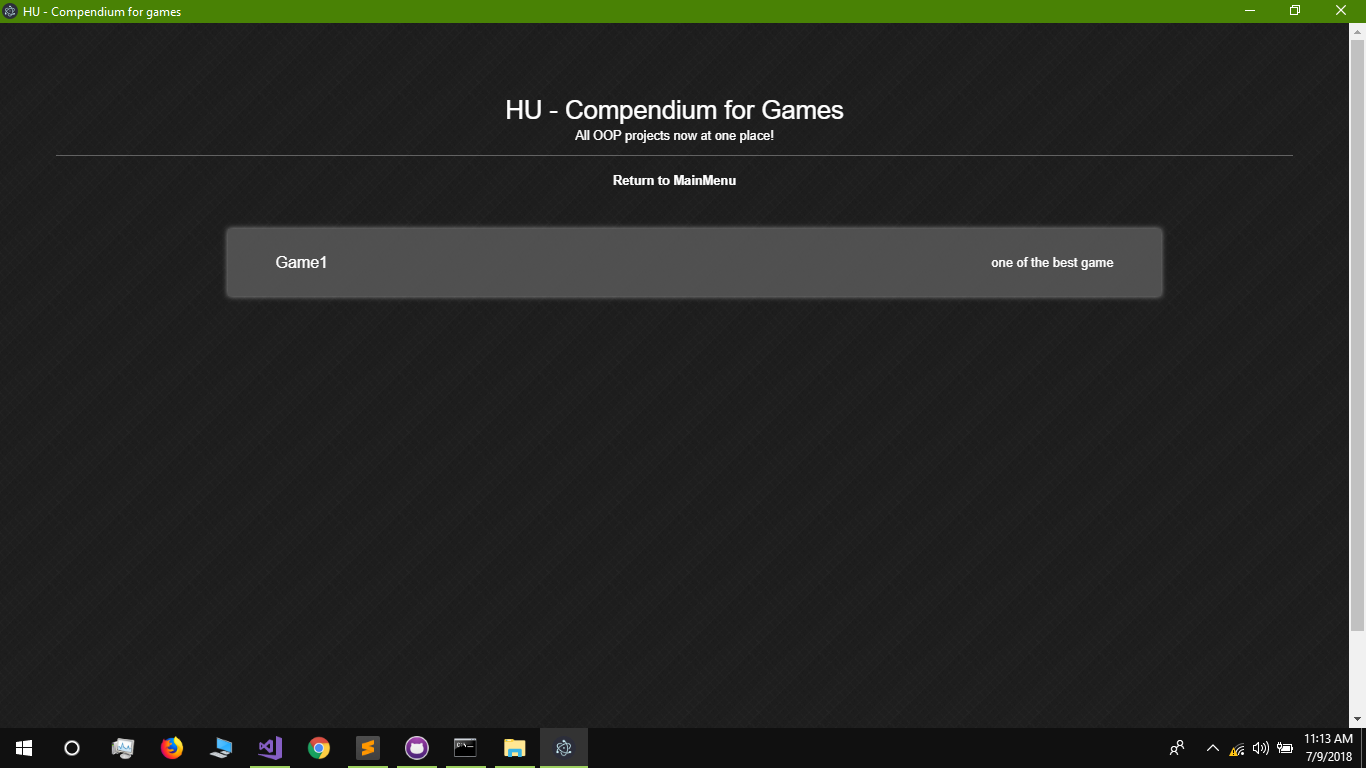 HU - Compendium for games
HU - Compendium for Games
All OOP projects now at one place!
Return to MainMenu
Game1
one of the best game
11:13 AM
7/9/2018